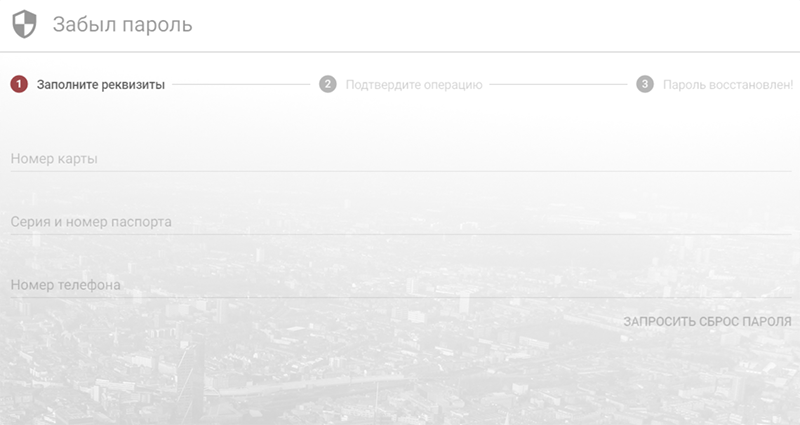 Забыл пароль
1 Заполните реквизиты 2 Подтвердите операцию 3 Пароль восстановлен!
Номер карты
Серия и номер паспорта
Номер телефона
ЗАПРОСИТЬ СБРОС ПАРОЛЯ